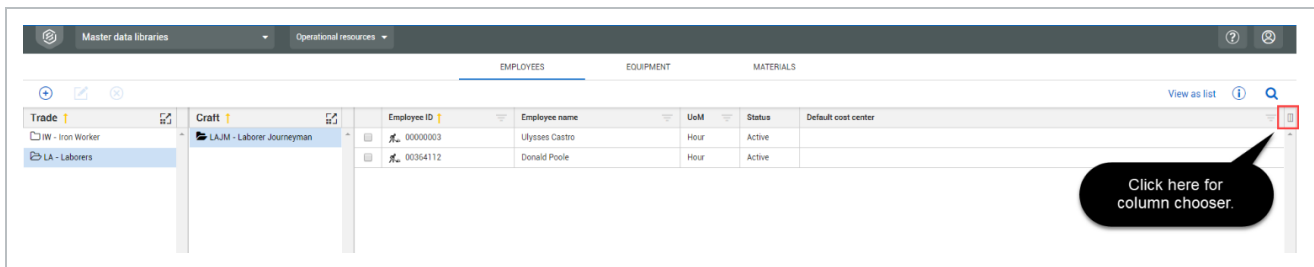 Master data libraries
Operational resources
EMPLOYEES EQUIPMENT MATERIALS
View as list
Trade Craft Employee ID Employee name UoM Status Default cost center
IW - Iron Worker LAJM - Laborer Journeyman 00000003 Ulysses Castro Hour Active
LA - Laborers 00364112 Donald Poole Hour Active
Click here for
column chooser.